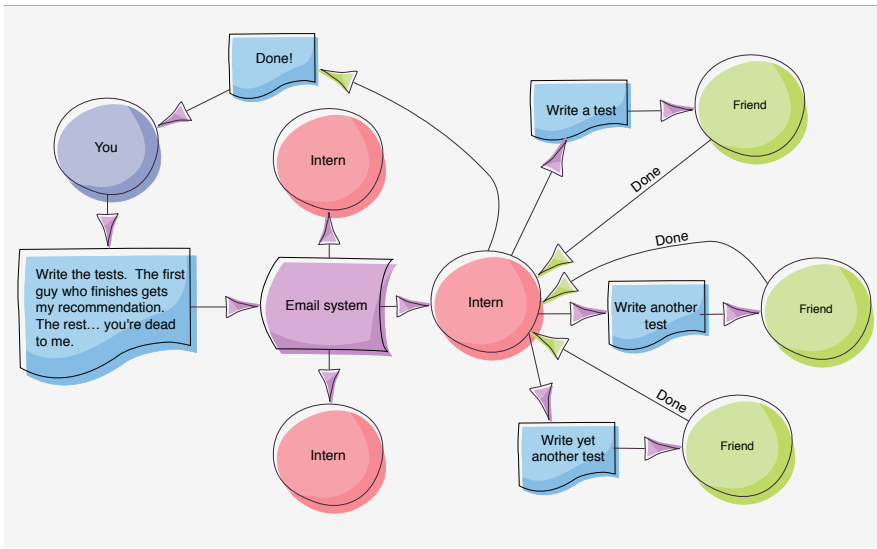 Done!
You
Intern
Write a test
Friend
Done
Write the tests.  The first
guy who finishes gets
my recommendation.
The rest... you're dead
to me.
Email system
Intern
Done
Write another
test
Friend
Intern
Done
Write yet
another test
Friend